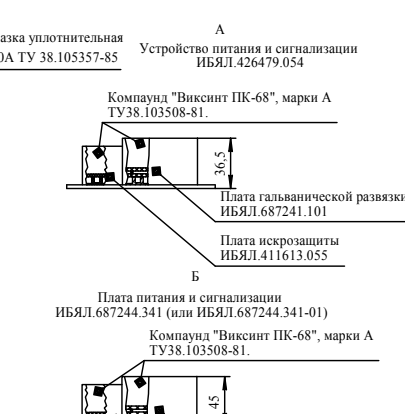 А
азка уплотнительная
0А ТУ 38.105357-85
Устройство питания и сигнализации
ИБЯЛ.426479.054
Компаунд "Виксинт ПК-68", марки А
ТУ38.103508-81.
36,5
Плата гальванической развязки
ИБЯЛ.687241.101
Плата искрозащиты
ИБЯЛ.411613.055
Б
Плата питания и сигнализации
ИБЯЛ.687244.341 (или ИБЯЛ.687244.341-01)
Компаунд "Виксинт ПК-68", марки А
ТУ38.103508-81.
45